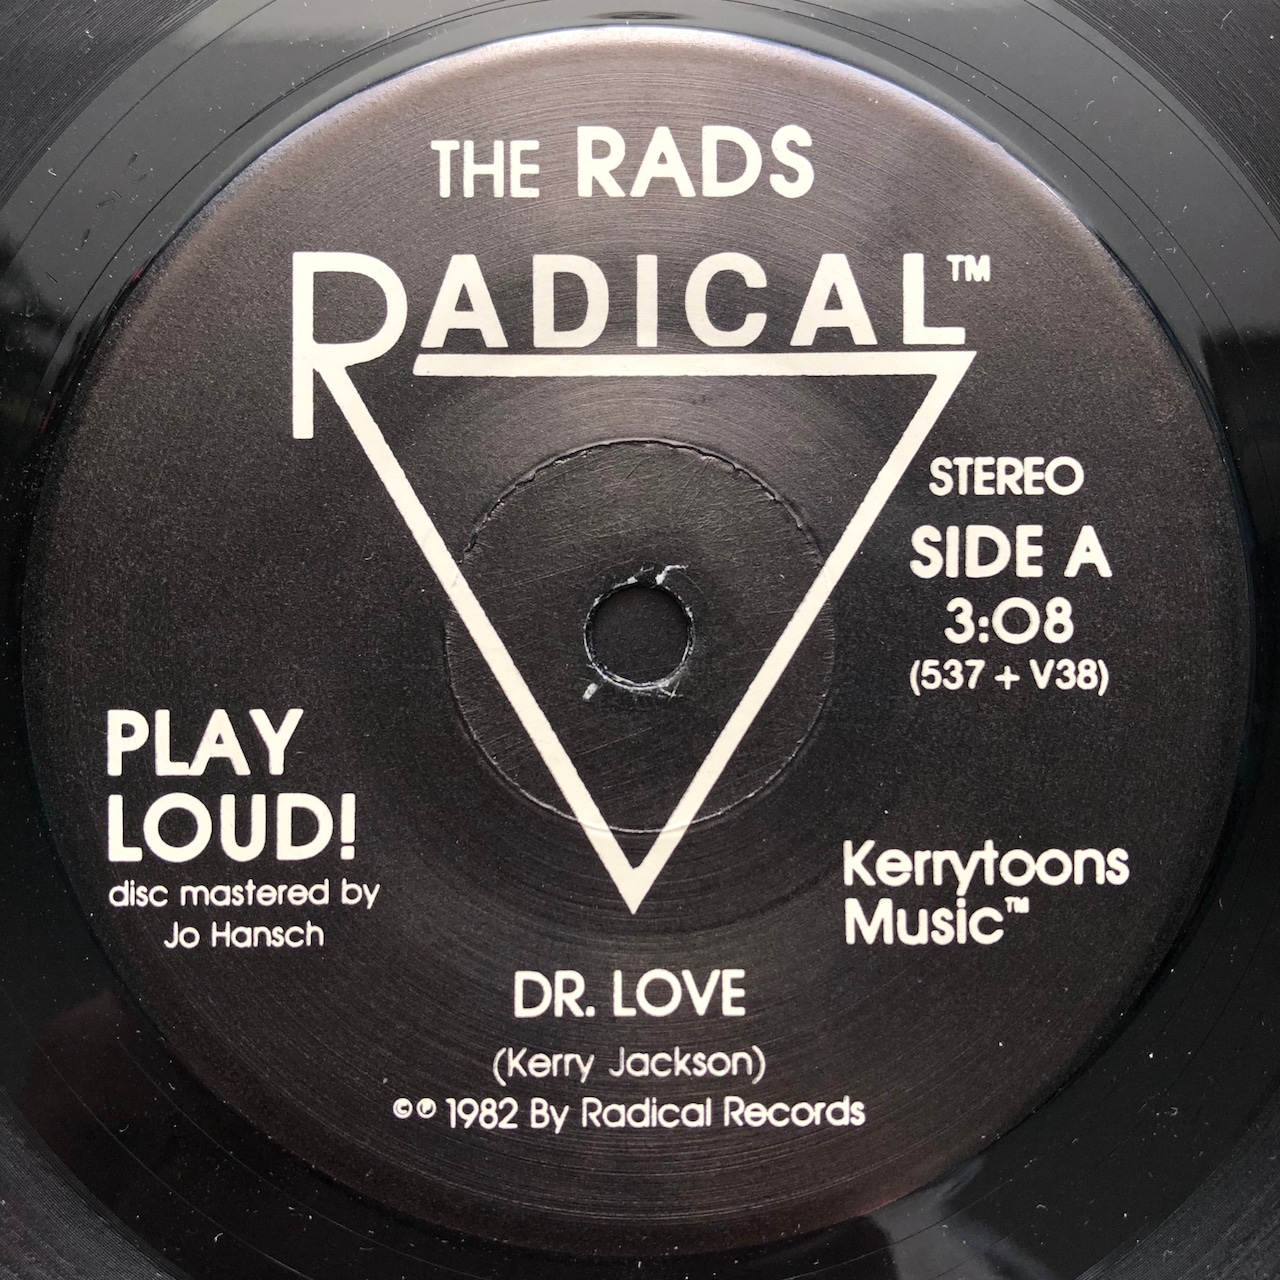 THE RADS
RADICAL™
STEREO
SIDE A
3:08
(537 + V38)
PLAY
LOUD!
disc mastered by
Jo Hansch
Kerrytoons
Music™
DR. LOVE
(Kerry Jackson)
©℗ 1982 By Radical Records